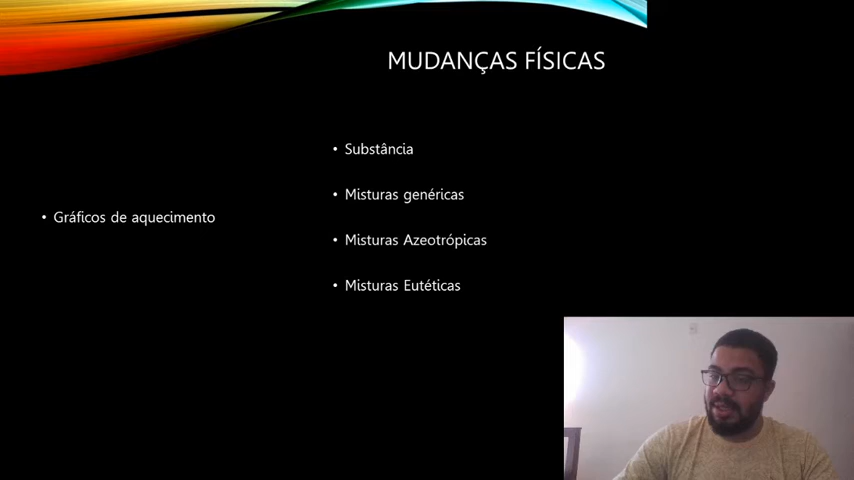 MUDANÇAS FÍSICAS
• Gráficos de aquecimento
• Substância
• Misturas genéricas
• Misturas Azeotrópicas
• Misturas Eutéticas